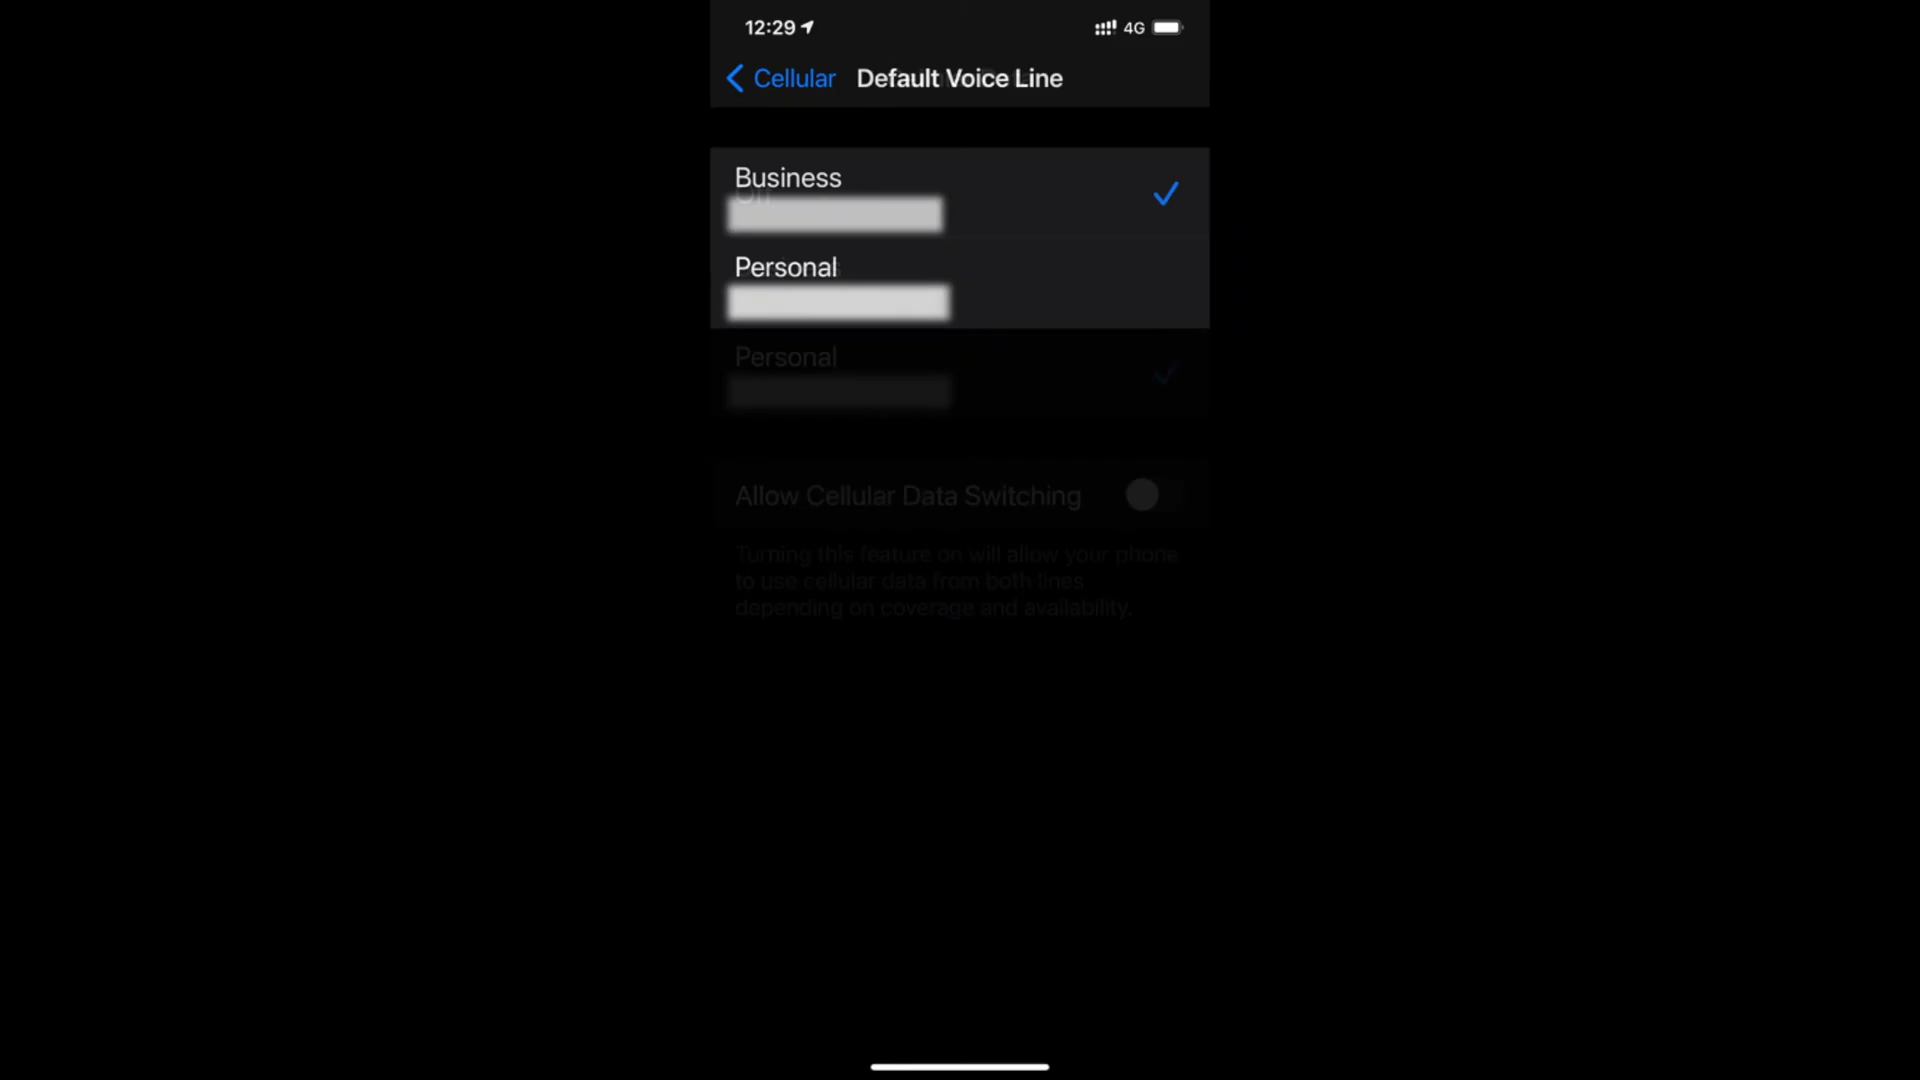 12:29
4G
Cellular
Default Voice Line
Business
Off
Personal
Personal
Allow Cellular Data Switching
Turning this feature on will allow your phone
to use cellular data from both lines
depending on coverage and availability.